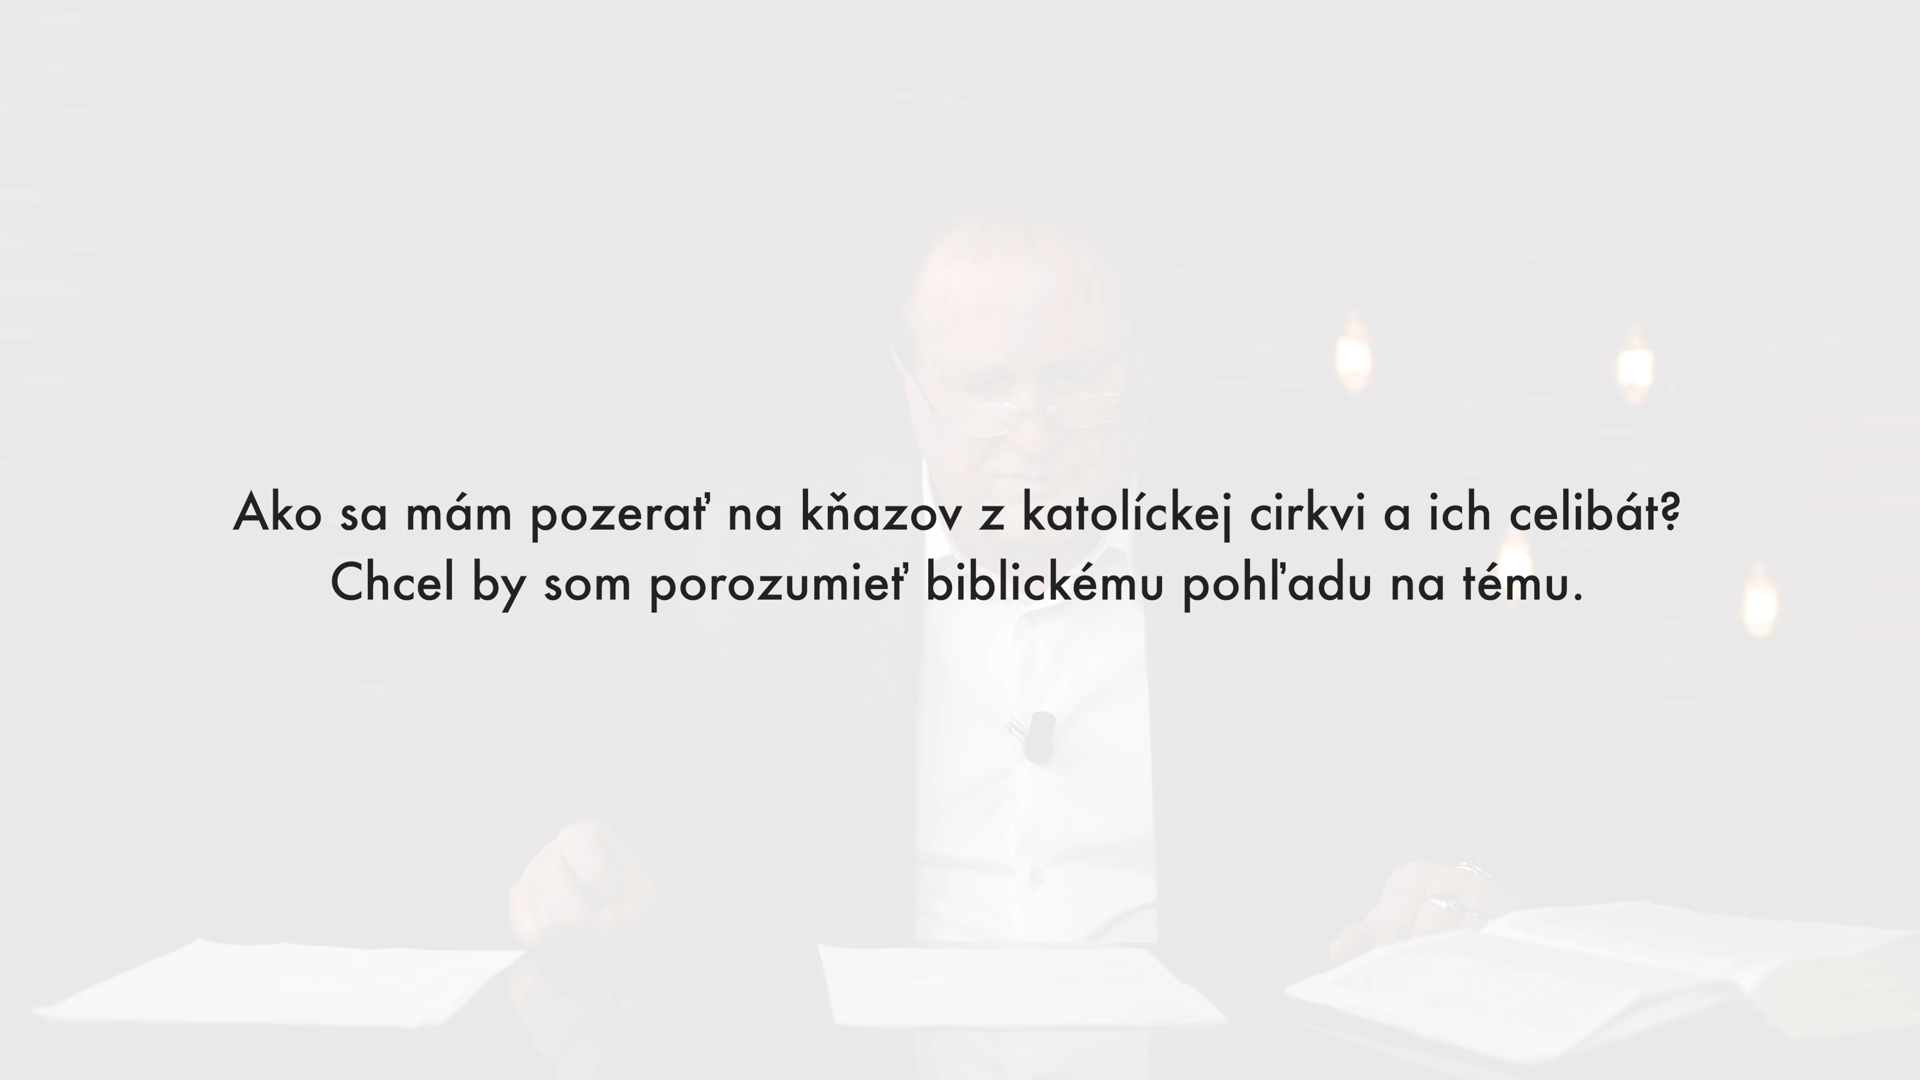 Ako sa mám pozerať na kňazov z katolíckej cirkvi a ich celibát?
Chcel by som porozumieť biblickému pohľadu na tému.